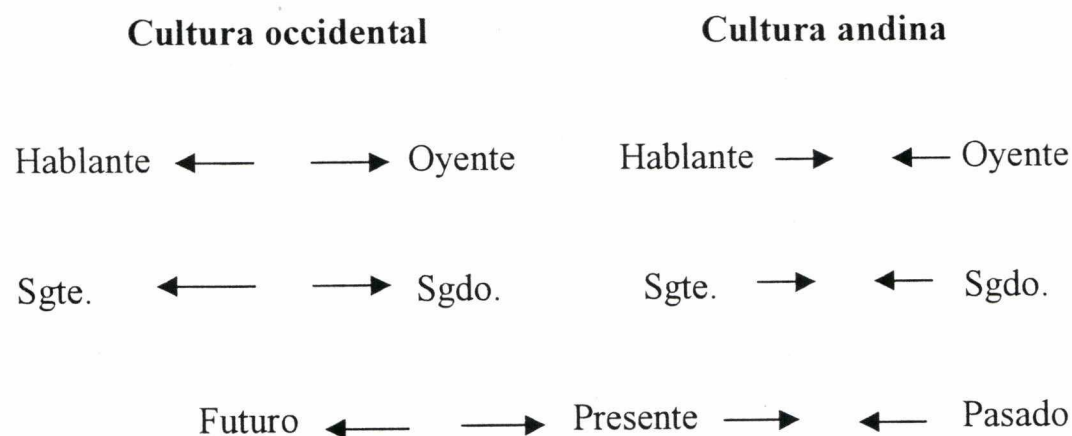 Cultura occidental Cultura andina
Hablante ← → Oyente Hablante → ← Oyente
Sgte. ← → Sgdo. Sgte. → ← Sgdo.
Futuro ← → Presente → ← Pasado